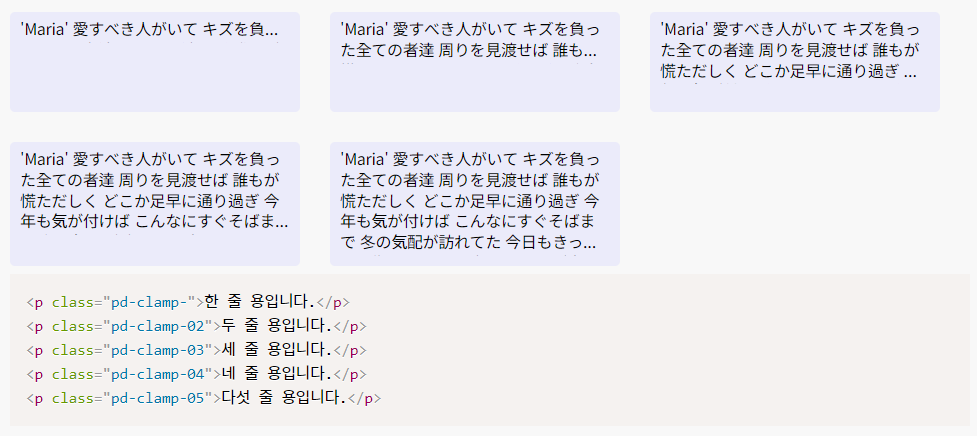 'Maria' 愛すべき人がいて キズを負...
'Maria' 愛すべき人がいて キズを負っ
た全ての者達 周りを見渡せば 誰も...
'Maria' 愛すべき人がいて キズを負っ
た全ての者達 周りを見渡せば 誰もが
慌ただしく どこか足早に通り過ぎ ...
'Maria' 愛すべき人がいて キズを負っ
た全ての者達 周りを見渡せば 誰もが
慌ただしく どこか足早に通り過ぎ 今
年も気が付けば こんなにすぐそばま...
'Maria' 愛すべき人がいて キズを負っ
た全ての者達 周りを見渡せば 誰もが
慌ただしく どこか足早に通り過ぎ 今
年も気が付けば こんなにすぐそばま
で 冬の気配が訪れてた 今日もきっ...
<p class="pd-clamp-">한 줄 용입니다.</p>
<p class="pd-clamp-02">두 줄 용입니다.</p>
<p class="pd-clamp-03">세 줄 용입니다.</p>
<p class="pd-clamp-04">네 줄 용입니다.</p>
<p class="pd-clamp-05">다섯 줄 용입니다.</p>